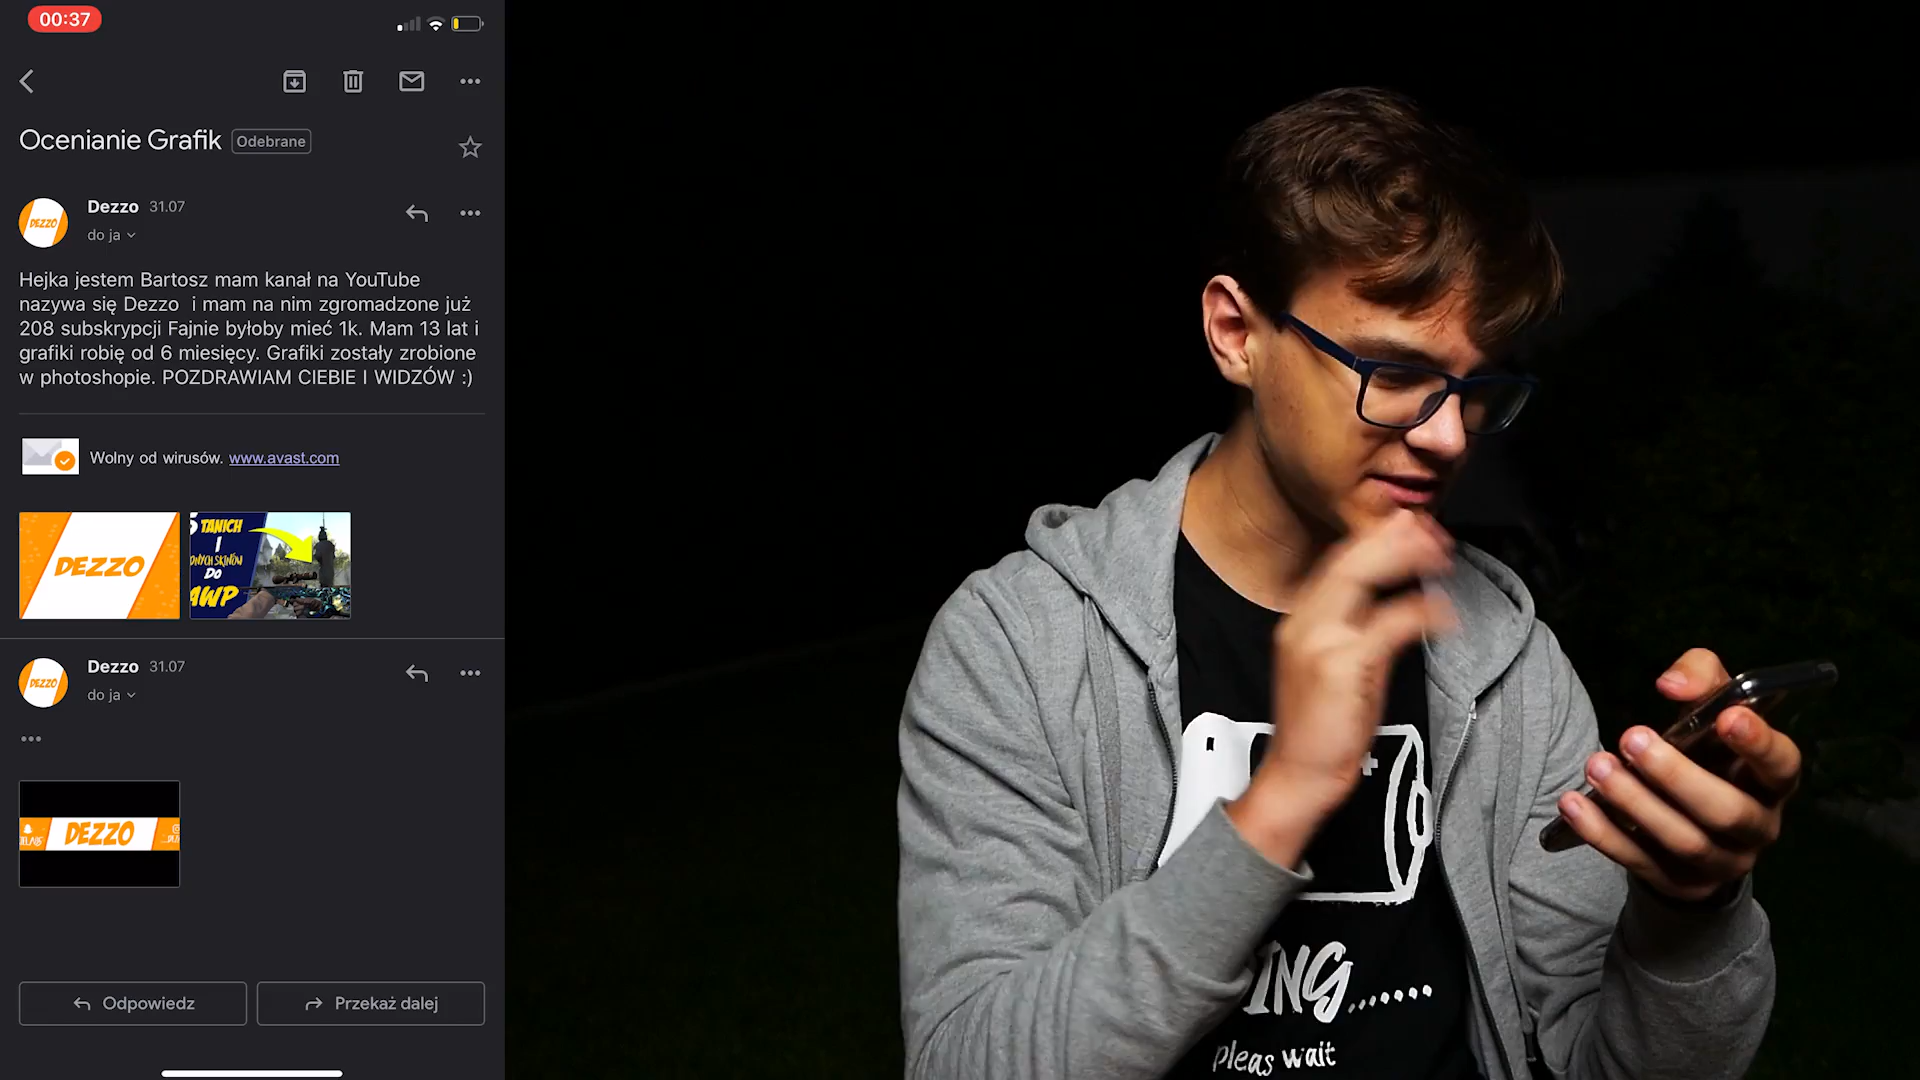 00:37
Ocenianie Grafik Odebrane
DEZZO
Dezzo 31.07
do ja
Hejka jestem Bartosz mam kanał na YouTube
nazywa się Dezzo i mam na nim zgromadzone już
208 subskrypcji Fajnie byłoby mieć 1k. Mam 13 lat i
grafiki robię od 6 miesięcy. Grafiki zostały zrobione
w photoshopie. POZDRAWIAM CIEBIE I WIDZÓW :)
Wolny od wirusów. www.avast.com
DEZZO
5 TANICH
I
DO
AWP
DEZZO
Dezzo 31.07
do ja
DEZZO
Odpowiedz
Przekaż dalej
ING.......
pleas wait